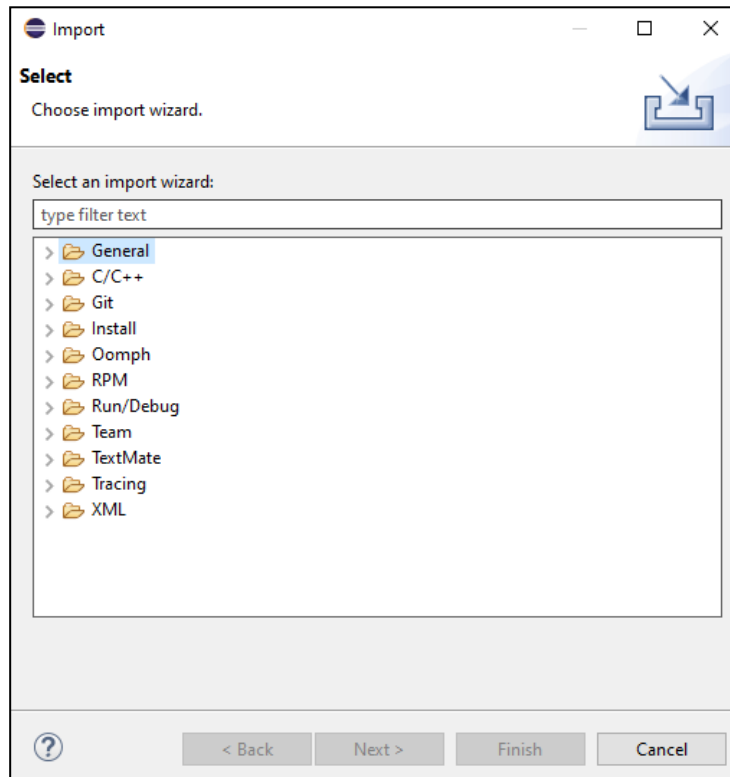 Import
Select
Choose import wizard.
Select an import wizard:
type filter text
General
C/C++
Git
Install
Oomph
RPM
Run/Debug
Team
TextMate
Tracing
XML
? < Back Next > Finish Cancel